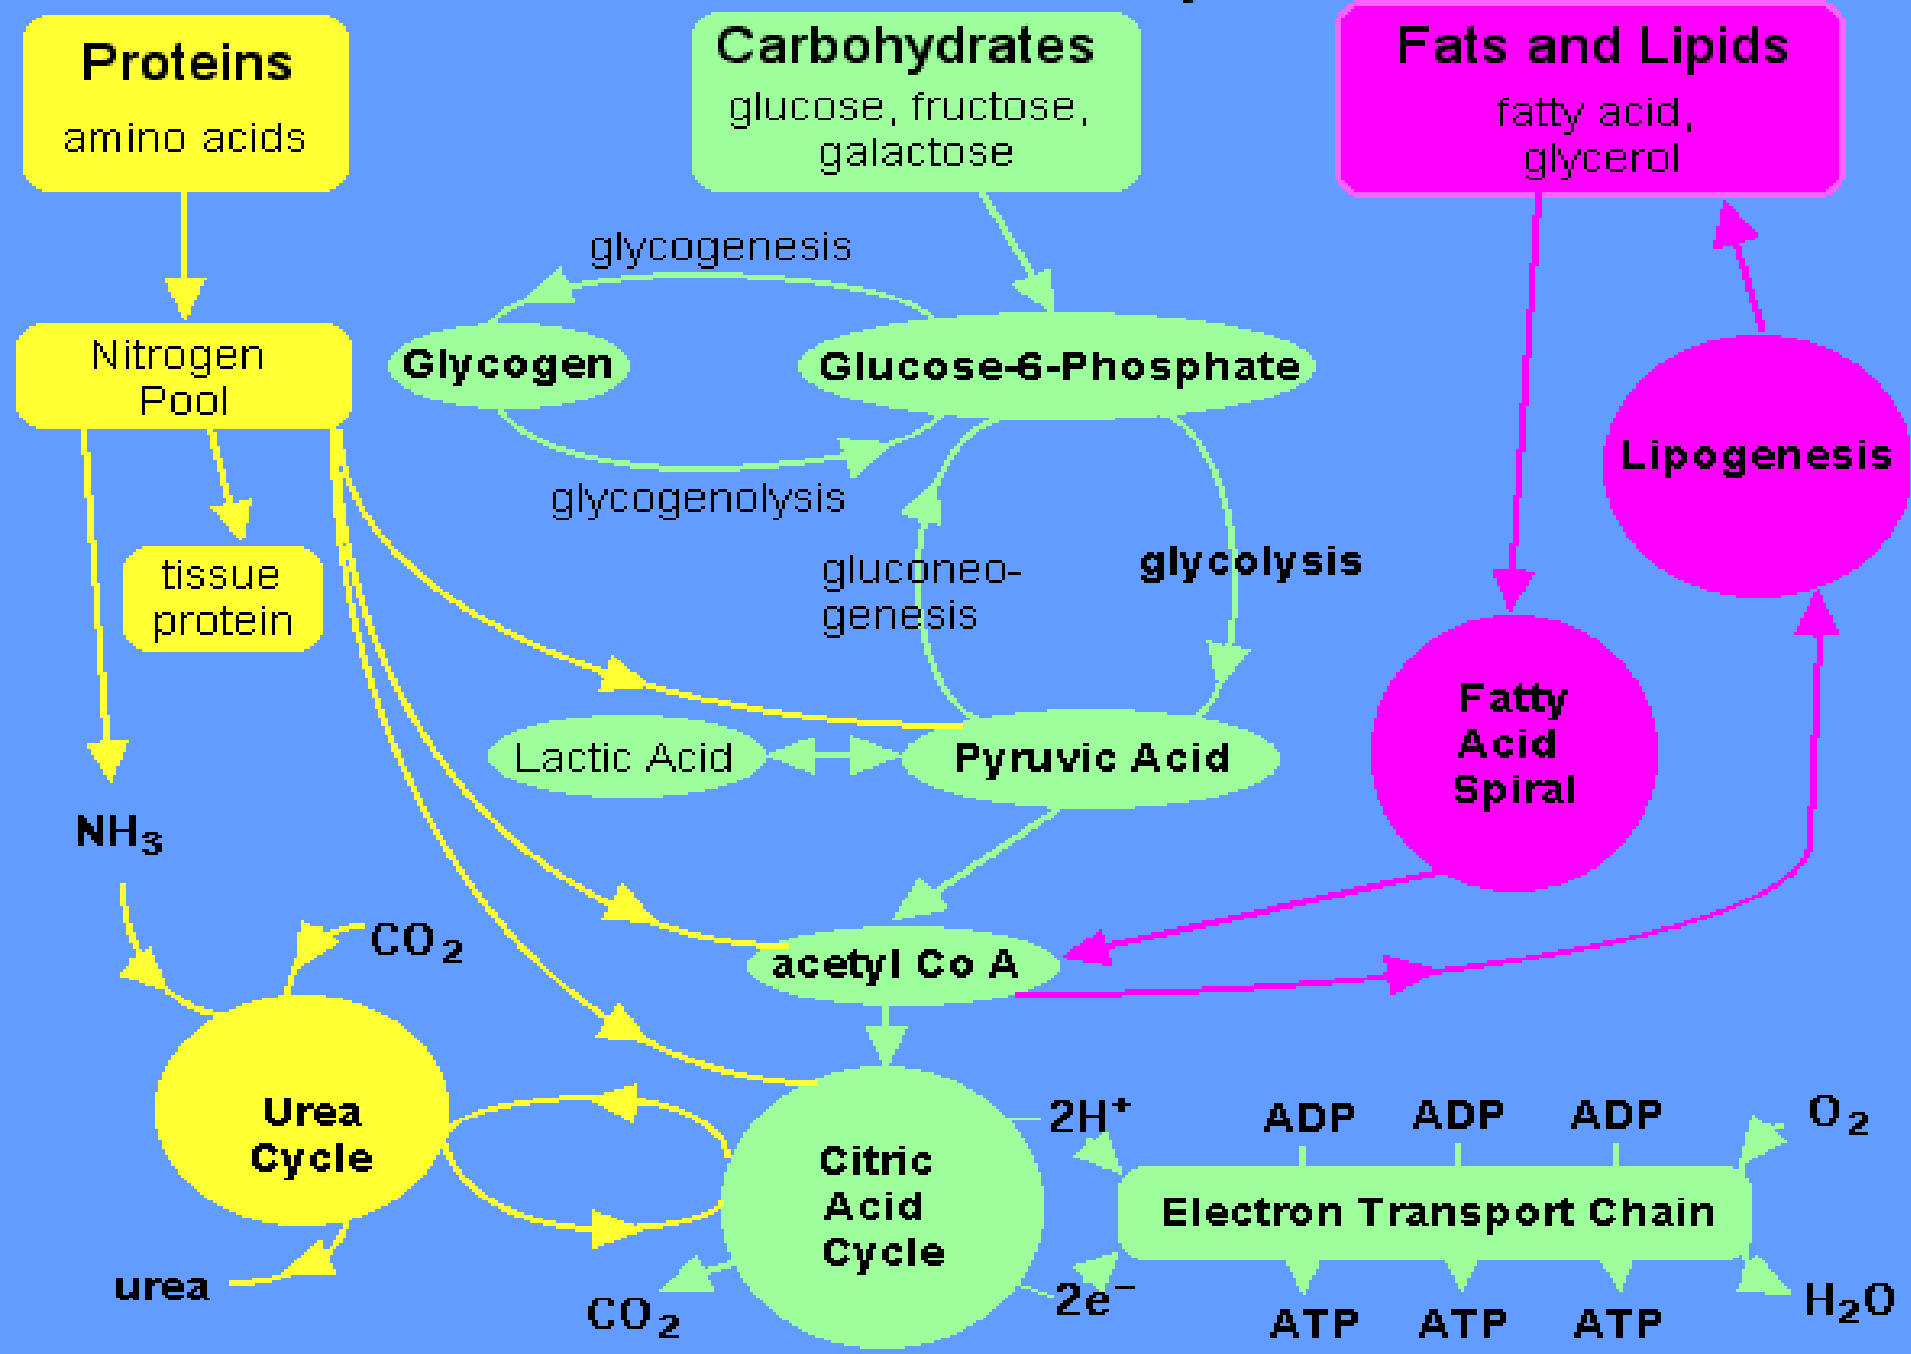 Proteins
amino acids
Carbohydrates
glucose, fructose,
galactose
Fats and Lipids
fatty acid,
glycerol
glycogenesis
Nitrogen
Pool
Glycogen
Glucose-6-Phosphate
Lipogenesis
glycogenolysis
tissue
protein
gluconeo-
genesis
glycolysis
Fatty
Acid
Spiral
Lactic Acid
Pyruvic Acid
NH₃
CO₂
acetyl Co A
Urea
Cycle
Citric
Acid
Cycle
2H⁺
ADP
ADP
ADP
O₂
Electron Transport Chain
urea
CO₂
2e⁻
ATP
ATP
ATP
H₂O